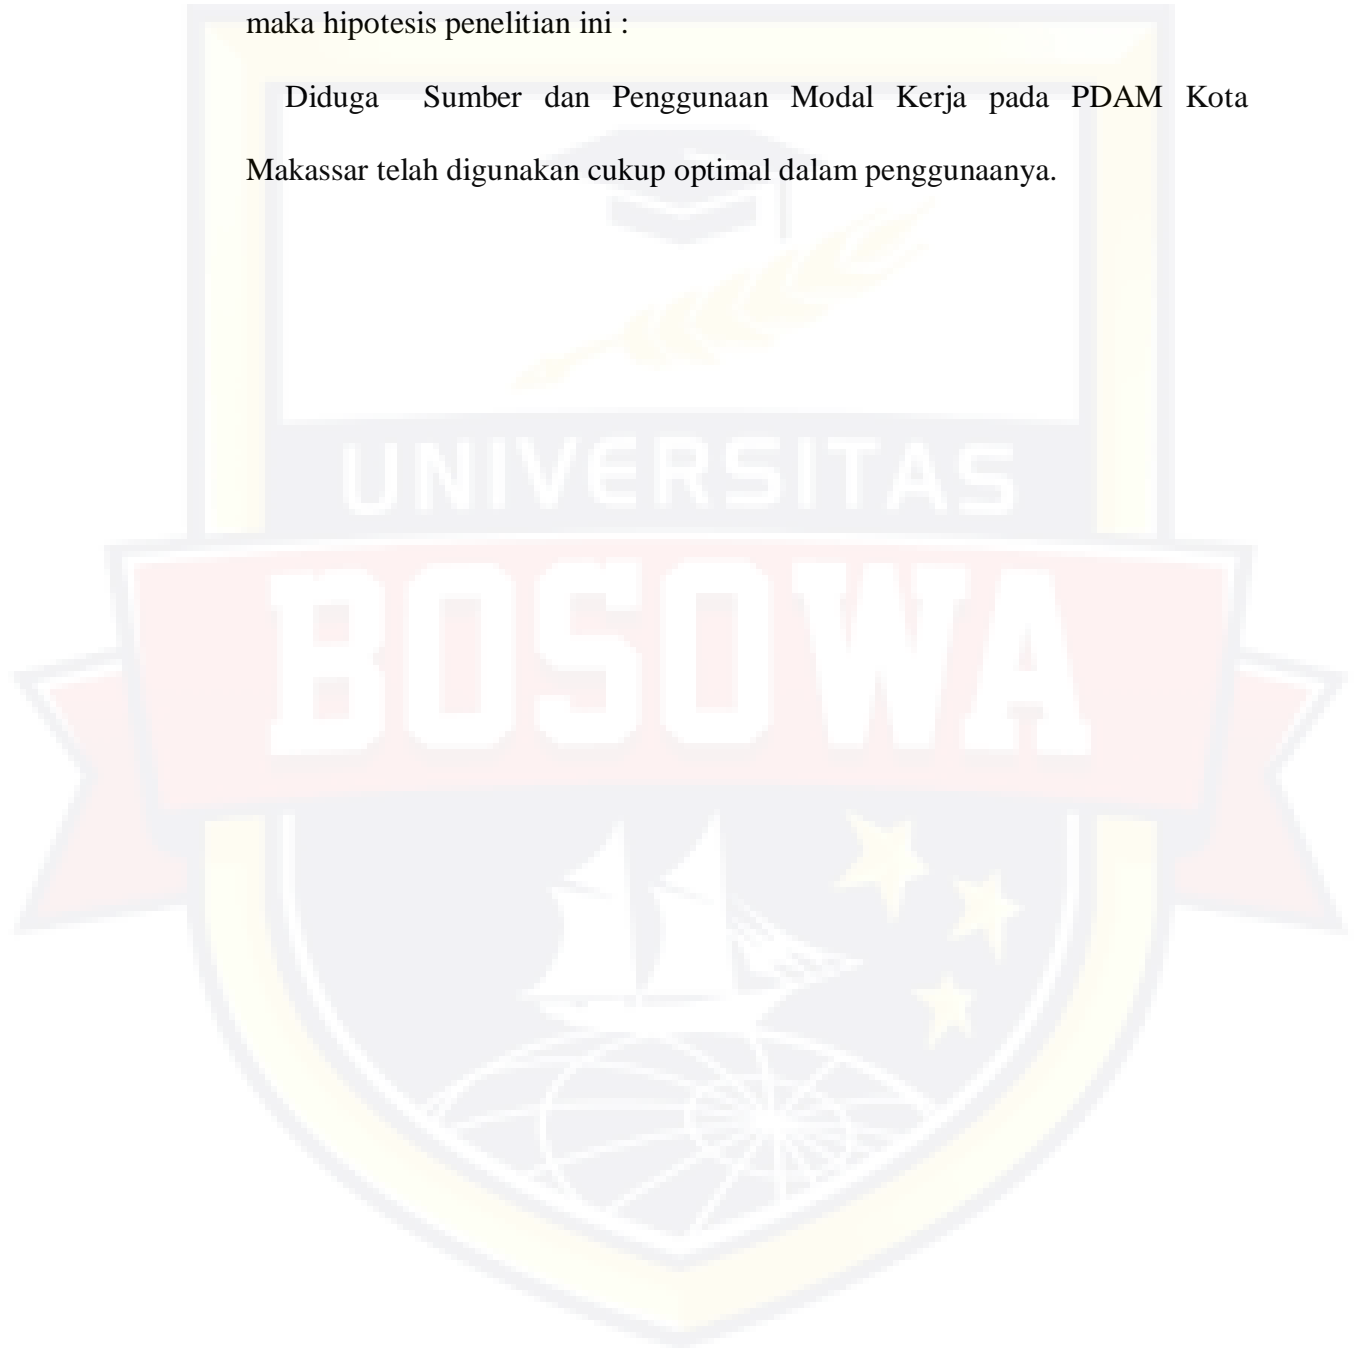 maka hipotesis penelitian ini :
Diduga Sumber dan Penggunaan Modal Kerja pada PDAM Kota
Makassar telah digunakan cukup optimal dalam penggunaanya.
UNIVERSITAS
BOSOWA